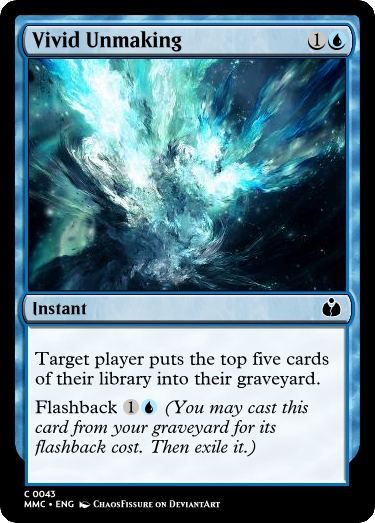 Vivid Unmaking 1
Instant
Target player puts the top five cards
of their library into their graveyard.
Flashback 1 (You may cast this
card from your graveyard for its
flashback cost. Then exile it.)
C 0043
MMC • ENG ChaosFissure on DeviantArt